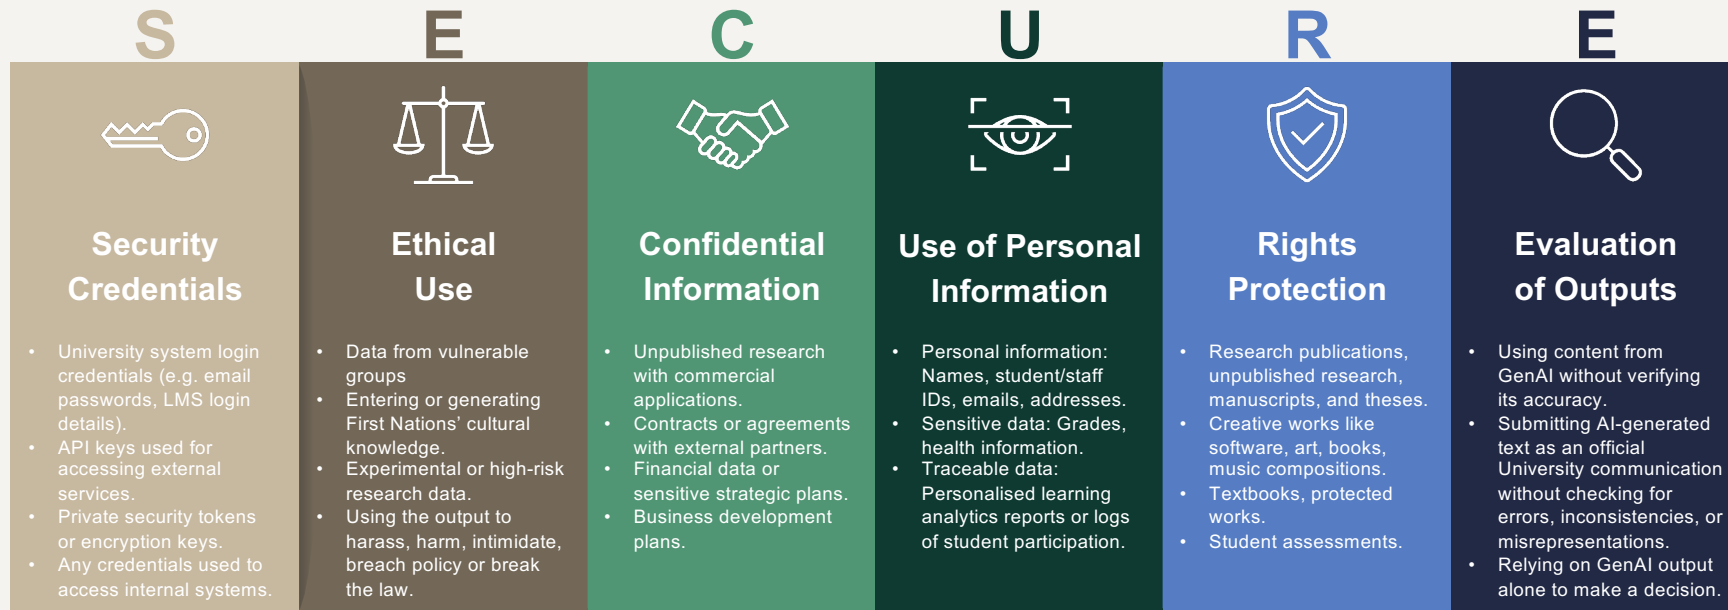 S
E
C
U
R
E
Security
Credentials
• University system login
credentials (e.g. email
passwords, LMS login
details).
• API keys used for
accessing external
services.
• Private security tokens
or encryption keys.
• Any credentials used to
access internal systems.
Ethical
Use
• Data from vulnerable
groups
• Entering or generating
First Nations’ cultural
knowledge.
• Experimental or high-risk
research data.
• Using the output to
harass, harm, intimidate,
breach policy or break
the law.
Confidential
Information
• Unpublished research
with commercial
applications.
• Contracts or agreements
with external partners.
• Financial data or
sensitive strategic plans.
• Business development
plans.
Use of Personal
Information
• Personal information:
Names, student/staff
IDs, emails, addresses.
• Sensitive data: Grades,
health information.
• Traceable data:
Personalised learning
analytics reports or logs
of student participation.
Rights
Protection
• Research publications,
unpublished research,
manuscripts, and theses.
• Creative works like
software, art, books,
music compositions.
• Textbooks, protected
works.
• Student assessments.
Evaluation
of Outputs
• Using content from
GenAI without verifying
its accuracy.
• Submitting AI-generated
text as an official
University communication
without checking for
errors, inconsistencies, or
misrepresentations.
• Relying on GenAI output
alone to make a decision.